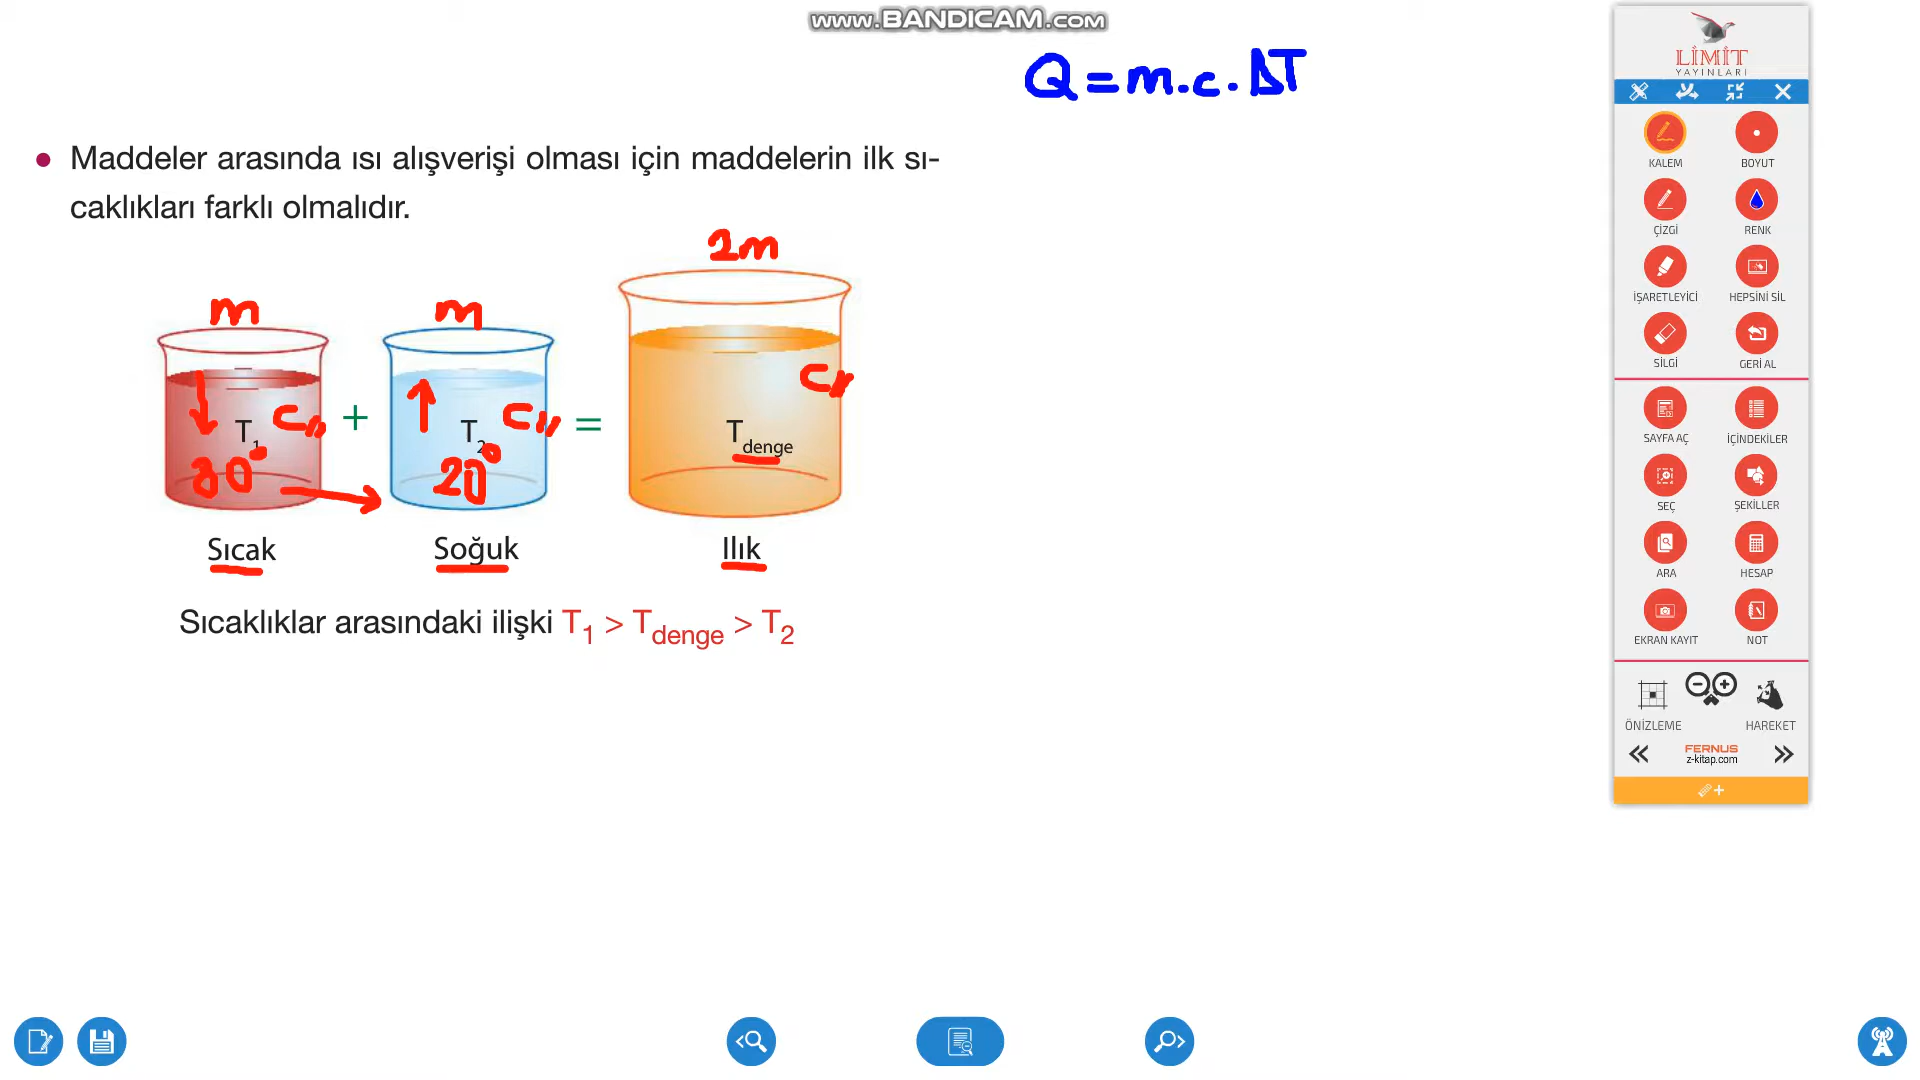 www.BANDICAM.com
Q = m.c.ΔT
• Maddeler arasında ısı alışverişi olması için maddelerin ilk sı-
caklıkları farklı olmalıdır.
m
m
2m
T1
c
80°
+
T2
c
20°
=
c
Tdenge
Sıcak
Soğuk
Ilık
Sıcaklıklar arasındaki ilişki T1 > Tdenge > T2
LİMİT
YAYINLARI
KALEM
BOYUT
ÇİZGİ
RENK
İŞARETLEYİCİ
HEPSİNİ SİL
SİLGİ
GERİ AL
SAYFA AÇ
İÇİNDEKİLER
SEÇ
ŞEKİLLER
ARA
HESAP
EKRAN KAYIT
NOT
ÖNİZLEME
HAREKET
FERNUS
z-kitap.com